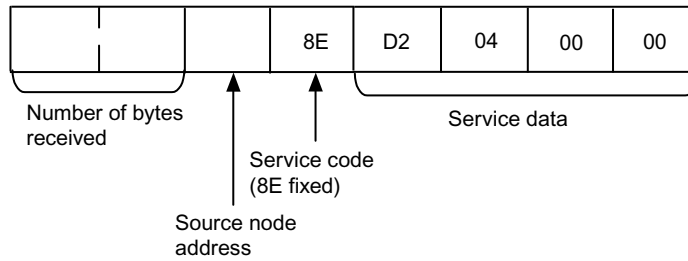 8E D2 04 00 00
Number of bytes
received
Service data
Service code
(8E fixed)
Source node
address